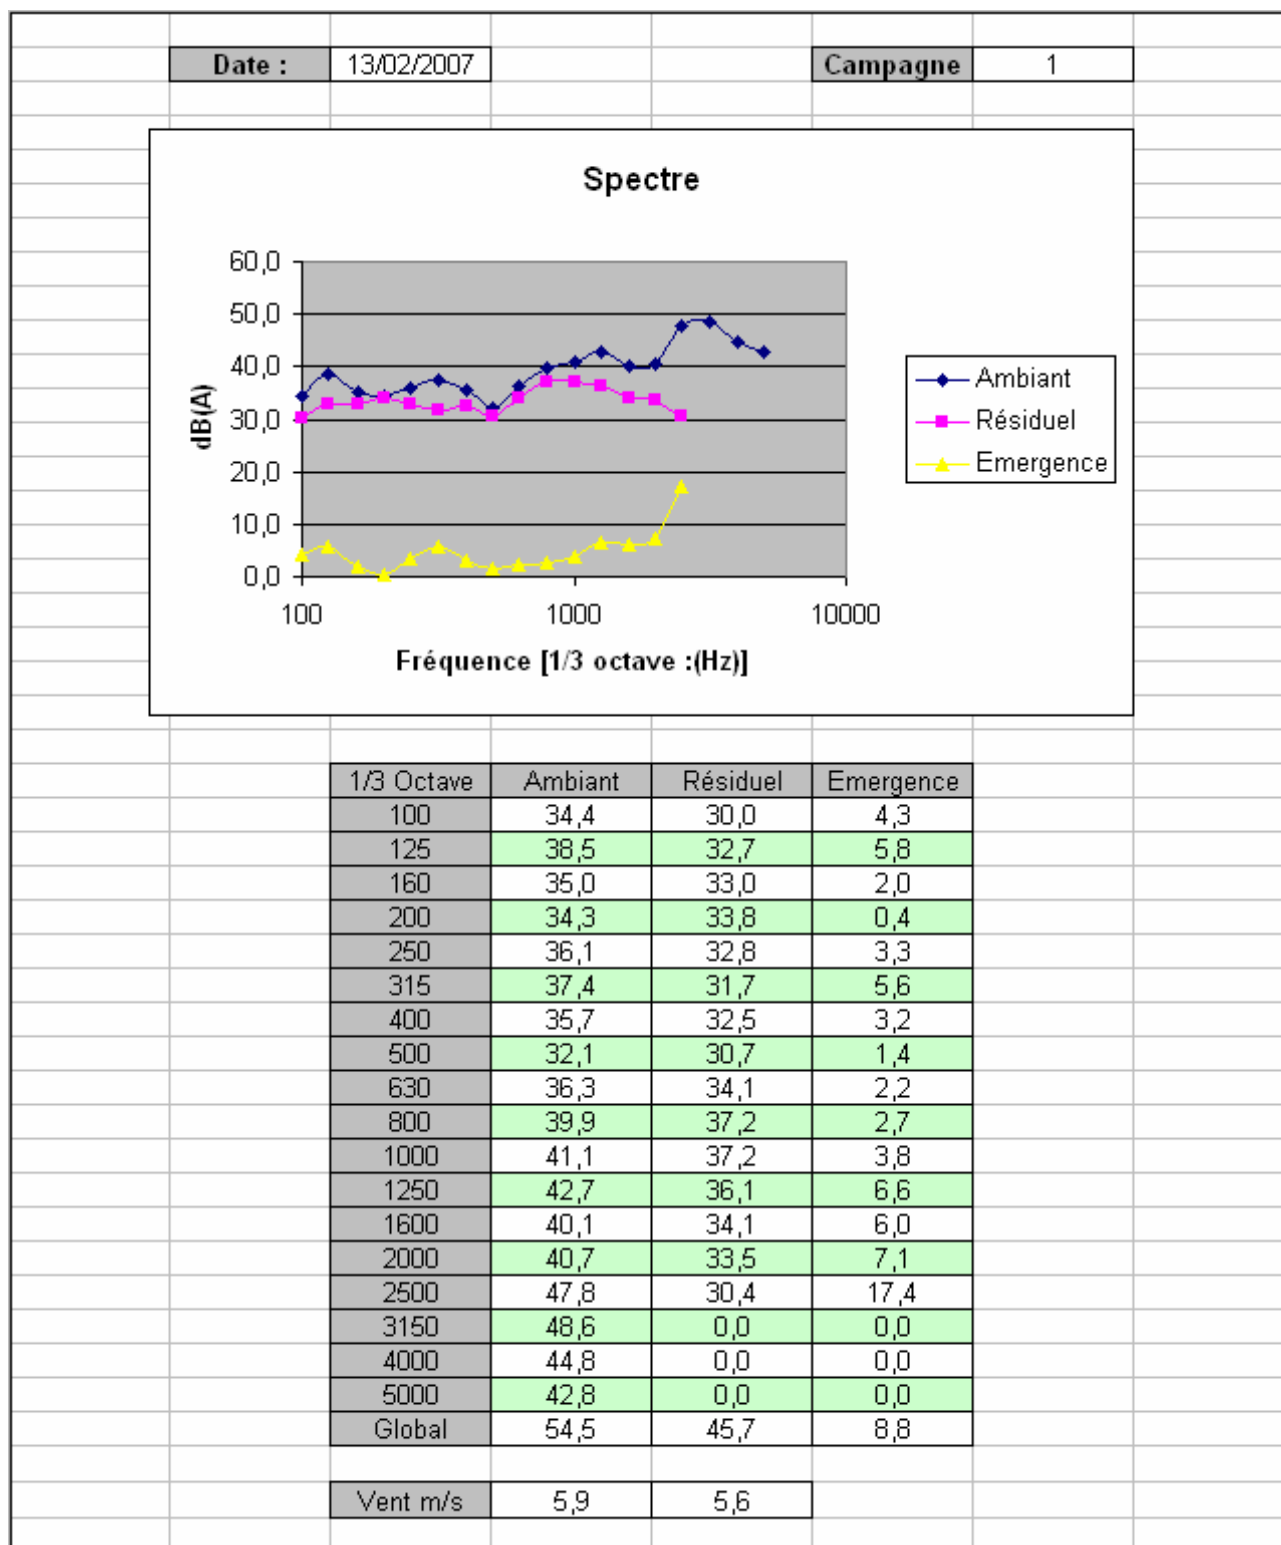 Date : 13/02/2007 Campagne 1
Spectre
60,0
50,0
40,0
30,0
20,0
10,0
0,0
dB(A)
100 1000 10000
Fréquence [1/3 octave :(Hz)]
Ambiant
Résiduel
Emergence
1/3 Octave Ambiant Résiduel Emergence
100 34,4 30,0 4,3
125 38,5 32,7 5,8
160 35,0 33,0 2,0
200 34,3 33,8 0,4
250 36,1 32,8 3,3
315 37,4 31,7 5,6
400 35,7 32,5 3,2
500 32,1 30,7 1,4
630 36,3 34,1 2,2
800 39,9 37,2 2,7
1000 41,1 37,2 3,8
1250 42,7 36,1 6,6
1600 40,1 34,1 6,0
2000 40,7 33,5 7,1
2500 47,8 30,4 17,4
3150 48,6 0,0 0,0
4000 44,8 0,0 0,0
5000 42,8 0,0 0,0
Global 54,5 45,7 8,8
Vent m/s 5,9 5,6